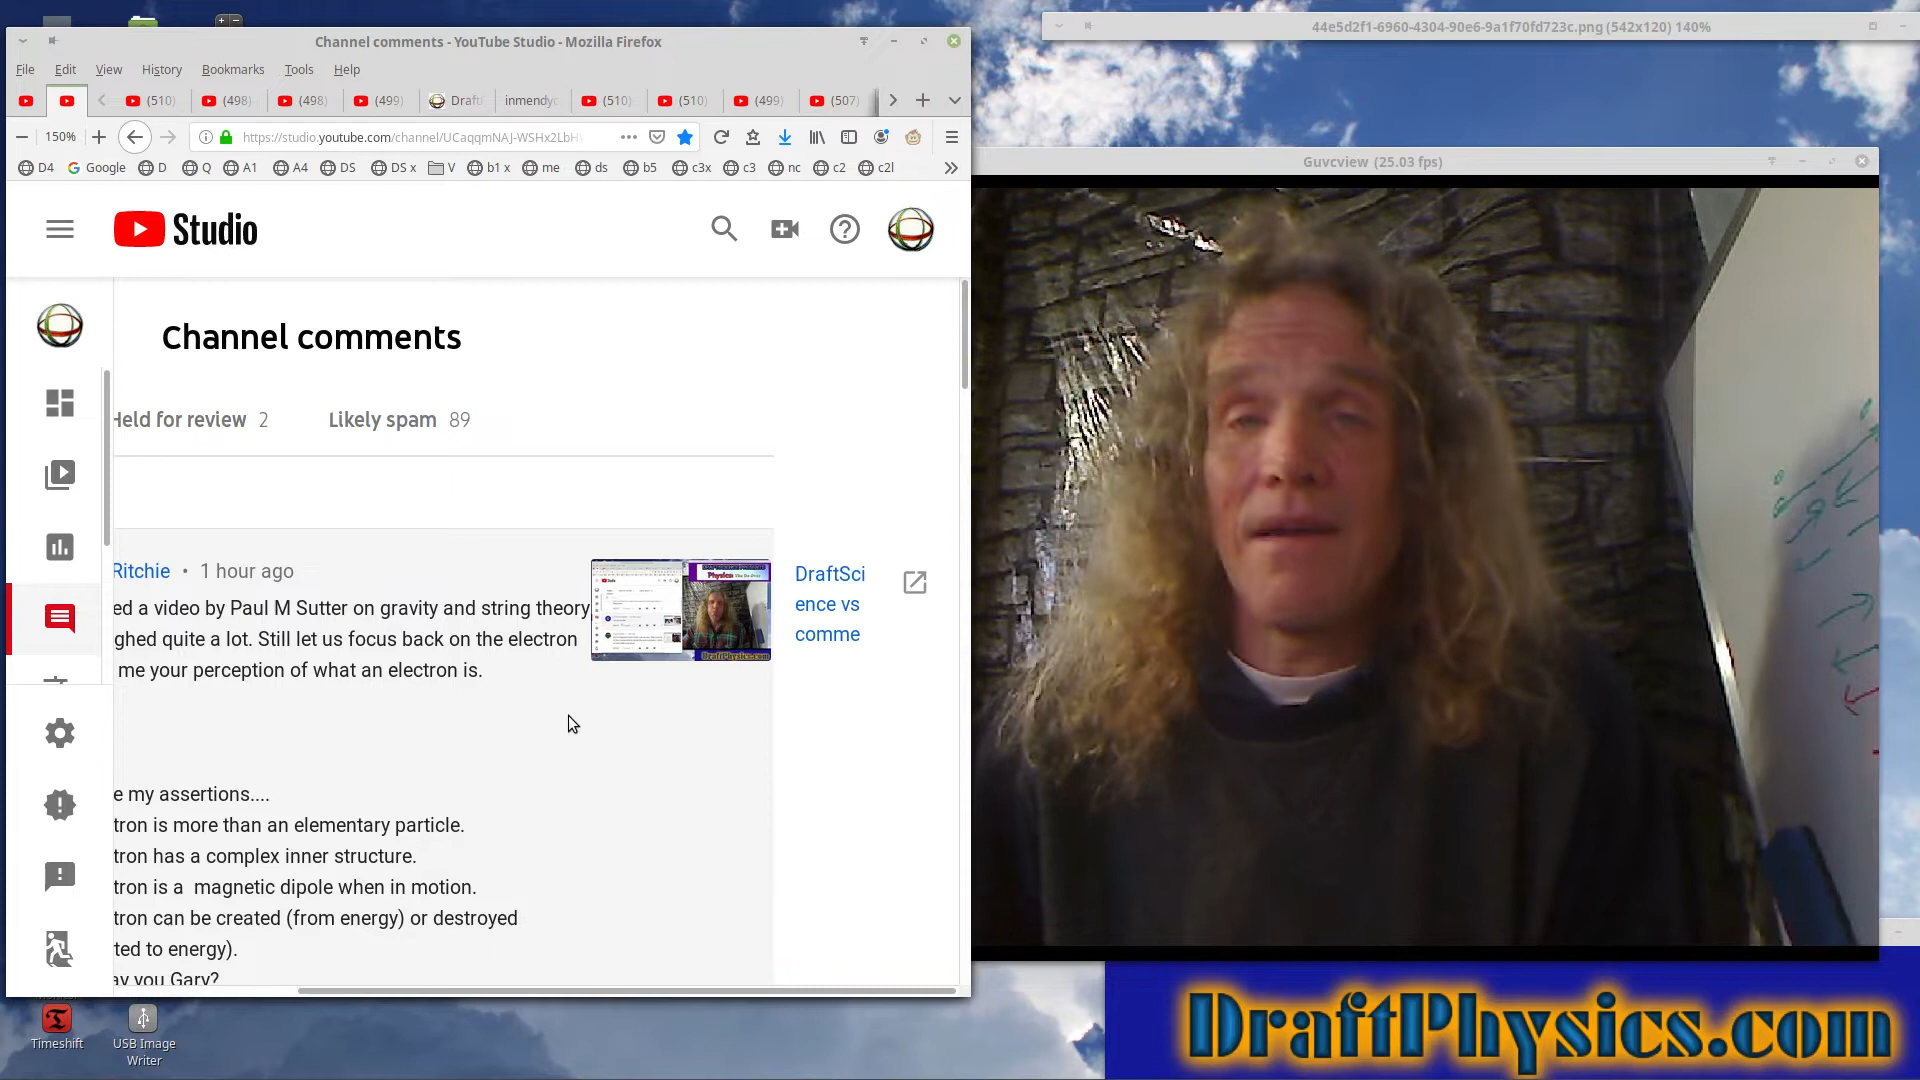 44e5d2f1-6960-4304-90e6-9a1f70fd723c.png (542x120) 140%
Channel comments - YouTube Studio - Mozilla Firefox
File Edit View History Bookmarks Tools Help
(510) (498) (498) (499) Draft inmendyc (510) (510) (499) (507)
150% https://studio.youtube.com/channel/UCaqqmNAJ-WSHx2LbH
D4 Google D Q A1 A4 DS DS x V b1 x me ds b5 c3x c3 nc c2 c2l
Guvcview (25.03 fps)
Studio
Channel comments
Held for review 2 Likely spam 89
Ritchie • 1 hour ago
ed a video by Paul M Sutter on gravity and string theory
ghed quite a lot. Still let us focus back on the electron
me your perception of what an electron is.
DraftSci
ence vs
comme
e my assertions....
tron is more than an elementary particle.
tron has a complex inner structure.
tron is a magnetic dipole when in motion.
tron can be created (from energy) or destroyed
ted to energy).
ay you Gary?
Timeshift
USB Image
Writer
DraftPhysics.com